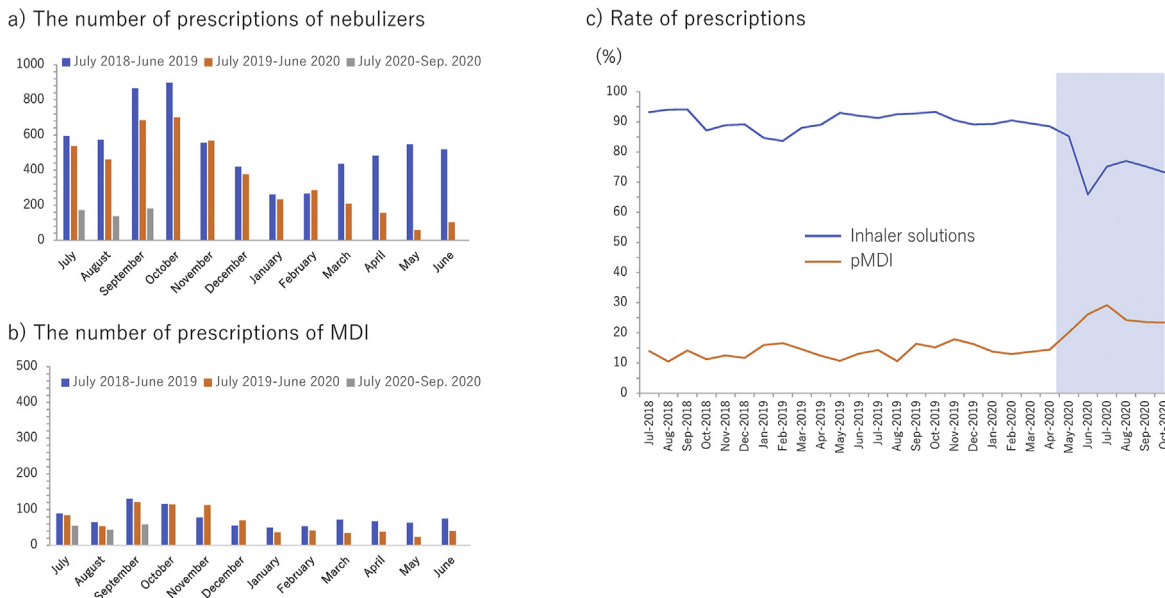 a) The number of prescriptions of nebulizers
July 2018-June 2019 July 2019-June 2020 July 2020-Sep. 2020
1000
800
600
400
200
0
July
August
September
October
November
December
January
February
March
April
May
June
b) The number of prescriptions of MDI
July 2018-June 2019 July 2019-June 2020 July 2020-Sep. 2020
500
400
300
200
100
0
July
August
September
October
November
December
January
February
March
April
May
June
c) Rate of prescriptions
(%)
100
90
80
70
60
50
40
30
20
10
0
Inhaler solutions
pMDI
Jul-2018
Aug-2018
Sep-2018
Oct-2018
Nov-2018
Dec-2018
Jan-2019
Feb-2019
Mar-2019
Apr-2019
May-2019
Jun-2019
Jul-2019
Aug-2019
Sep-2019
Oct-2019
Nov-2019
Dec-2019
Jan-2020
Feb-2020
Mar-2020
Apr-2020
May-2020
Jun-2020
Jul-2020
Aug-2020
Sep-2020
Oct-2020